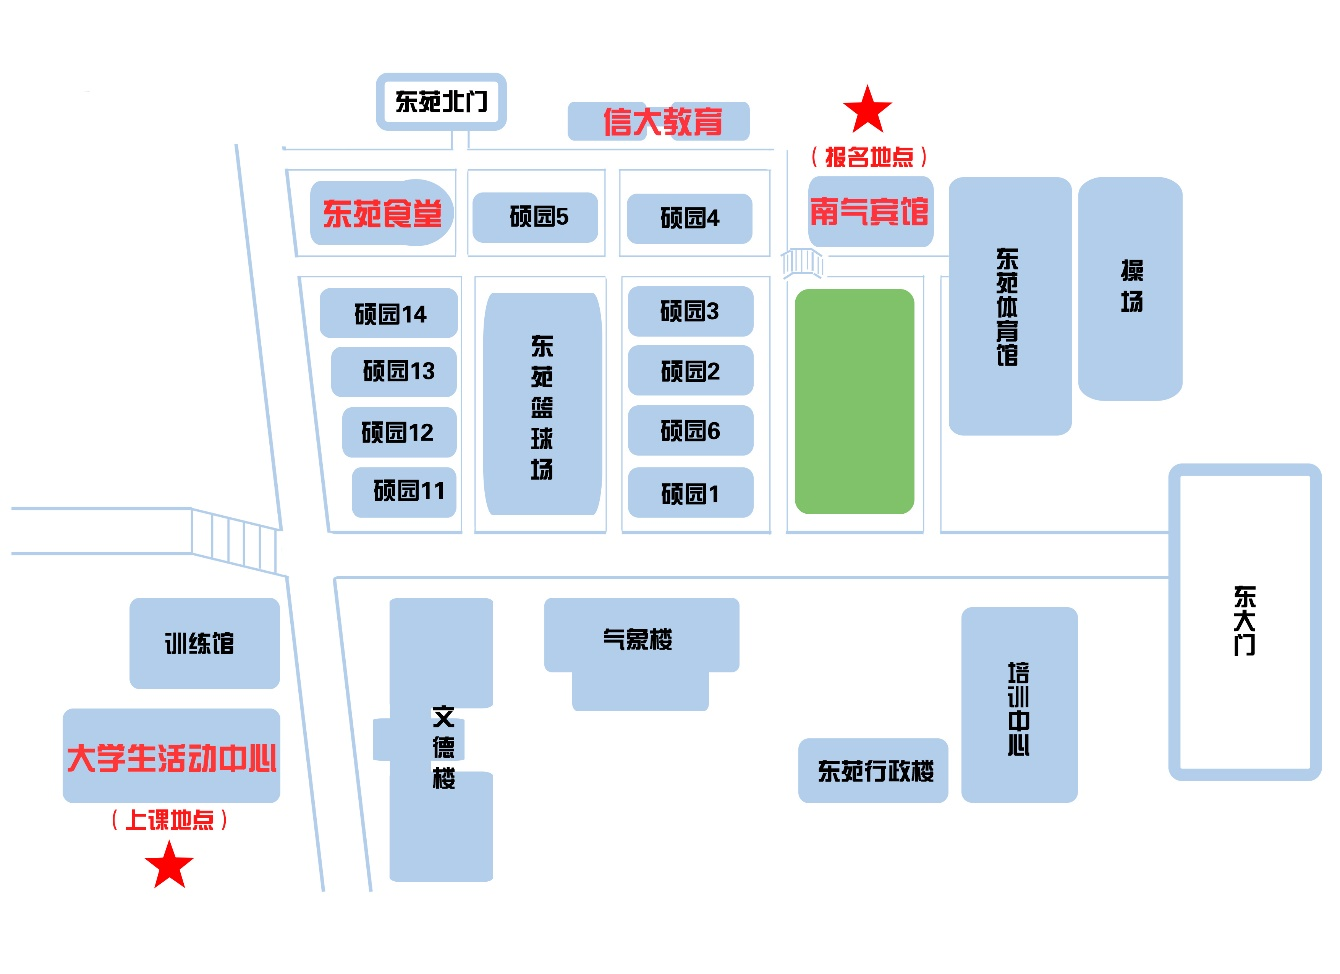 东苑北门
信大教育
（报名地点）
东苑食堂
硕园5
硕园4
南气宾馆
东苑体育馆
操场
硕园14
硕园3
东苑篮球场
硕园13
硕园2
硕园12
硕园6
硕园11
硕园1
东大门
训练馆
气象楼
文德楼
培训中心
大学生活动中心
东苑行政楼
（上课地点）